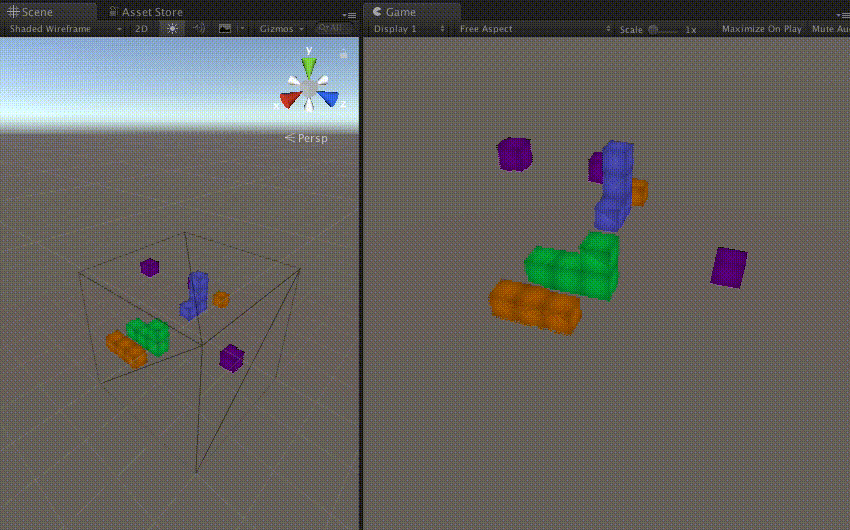 Scene Asset Store
Shaded Wireframe 2D Gizmos
y
x z
Persp
Game
Display 1 Free Aspect Scale 1x Maximize On Play Mute Au